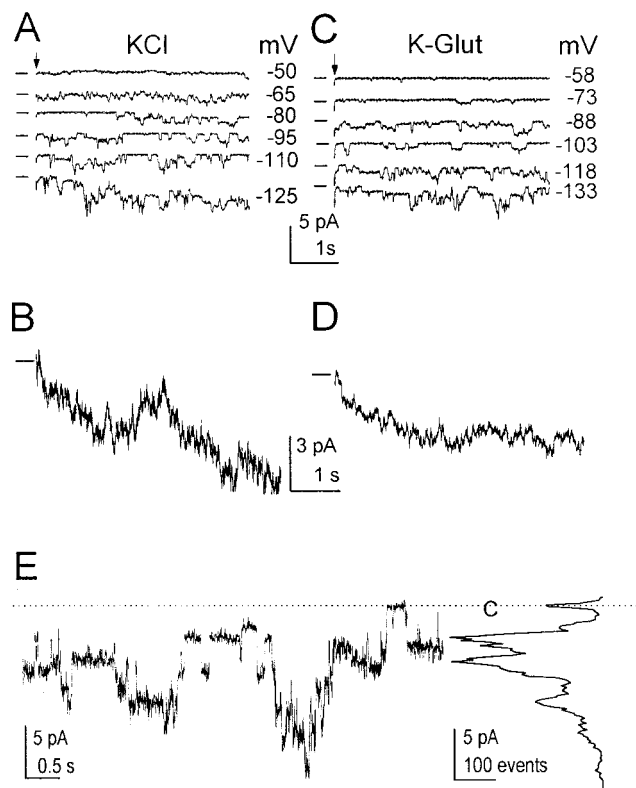 A
KCl
mV
-50
-65
-80
-95
-110
-125
C
K-Glut
mV
-58
-73
-88
-103
-118
-133
5 pA
1s
B
D
3 pA
1 s
E
C
5 pA
0.5 s
5 pA
100 events